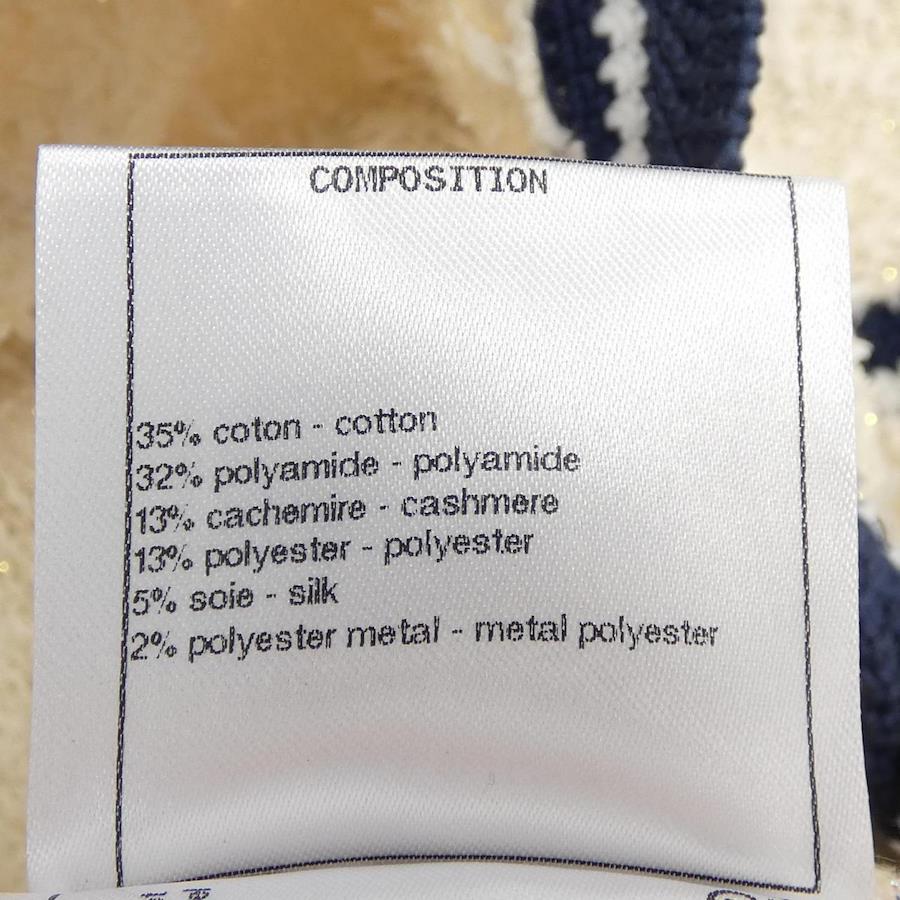 COMPOSITION
35% coton - cotton
32% polyamide - polyamide
13% cachemire - cashmere
13% polyester - polyester
5% soie - silk
2% polyester metal - metal polyester